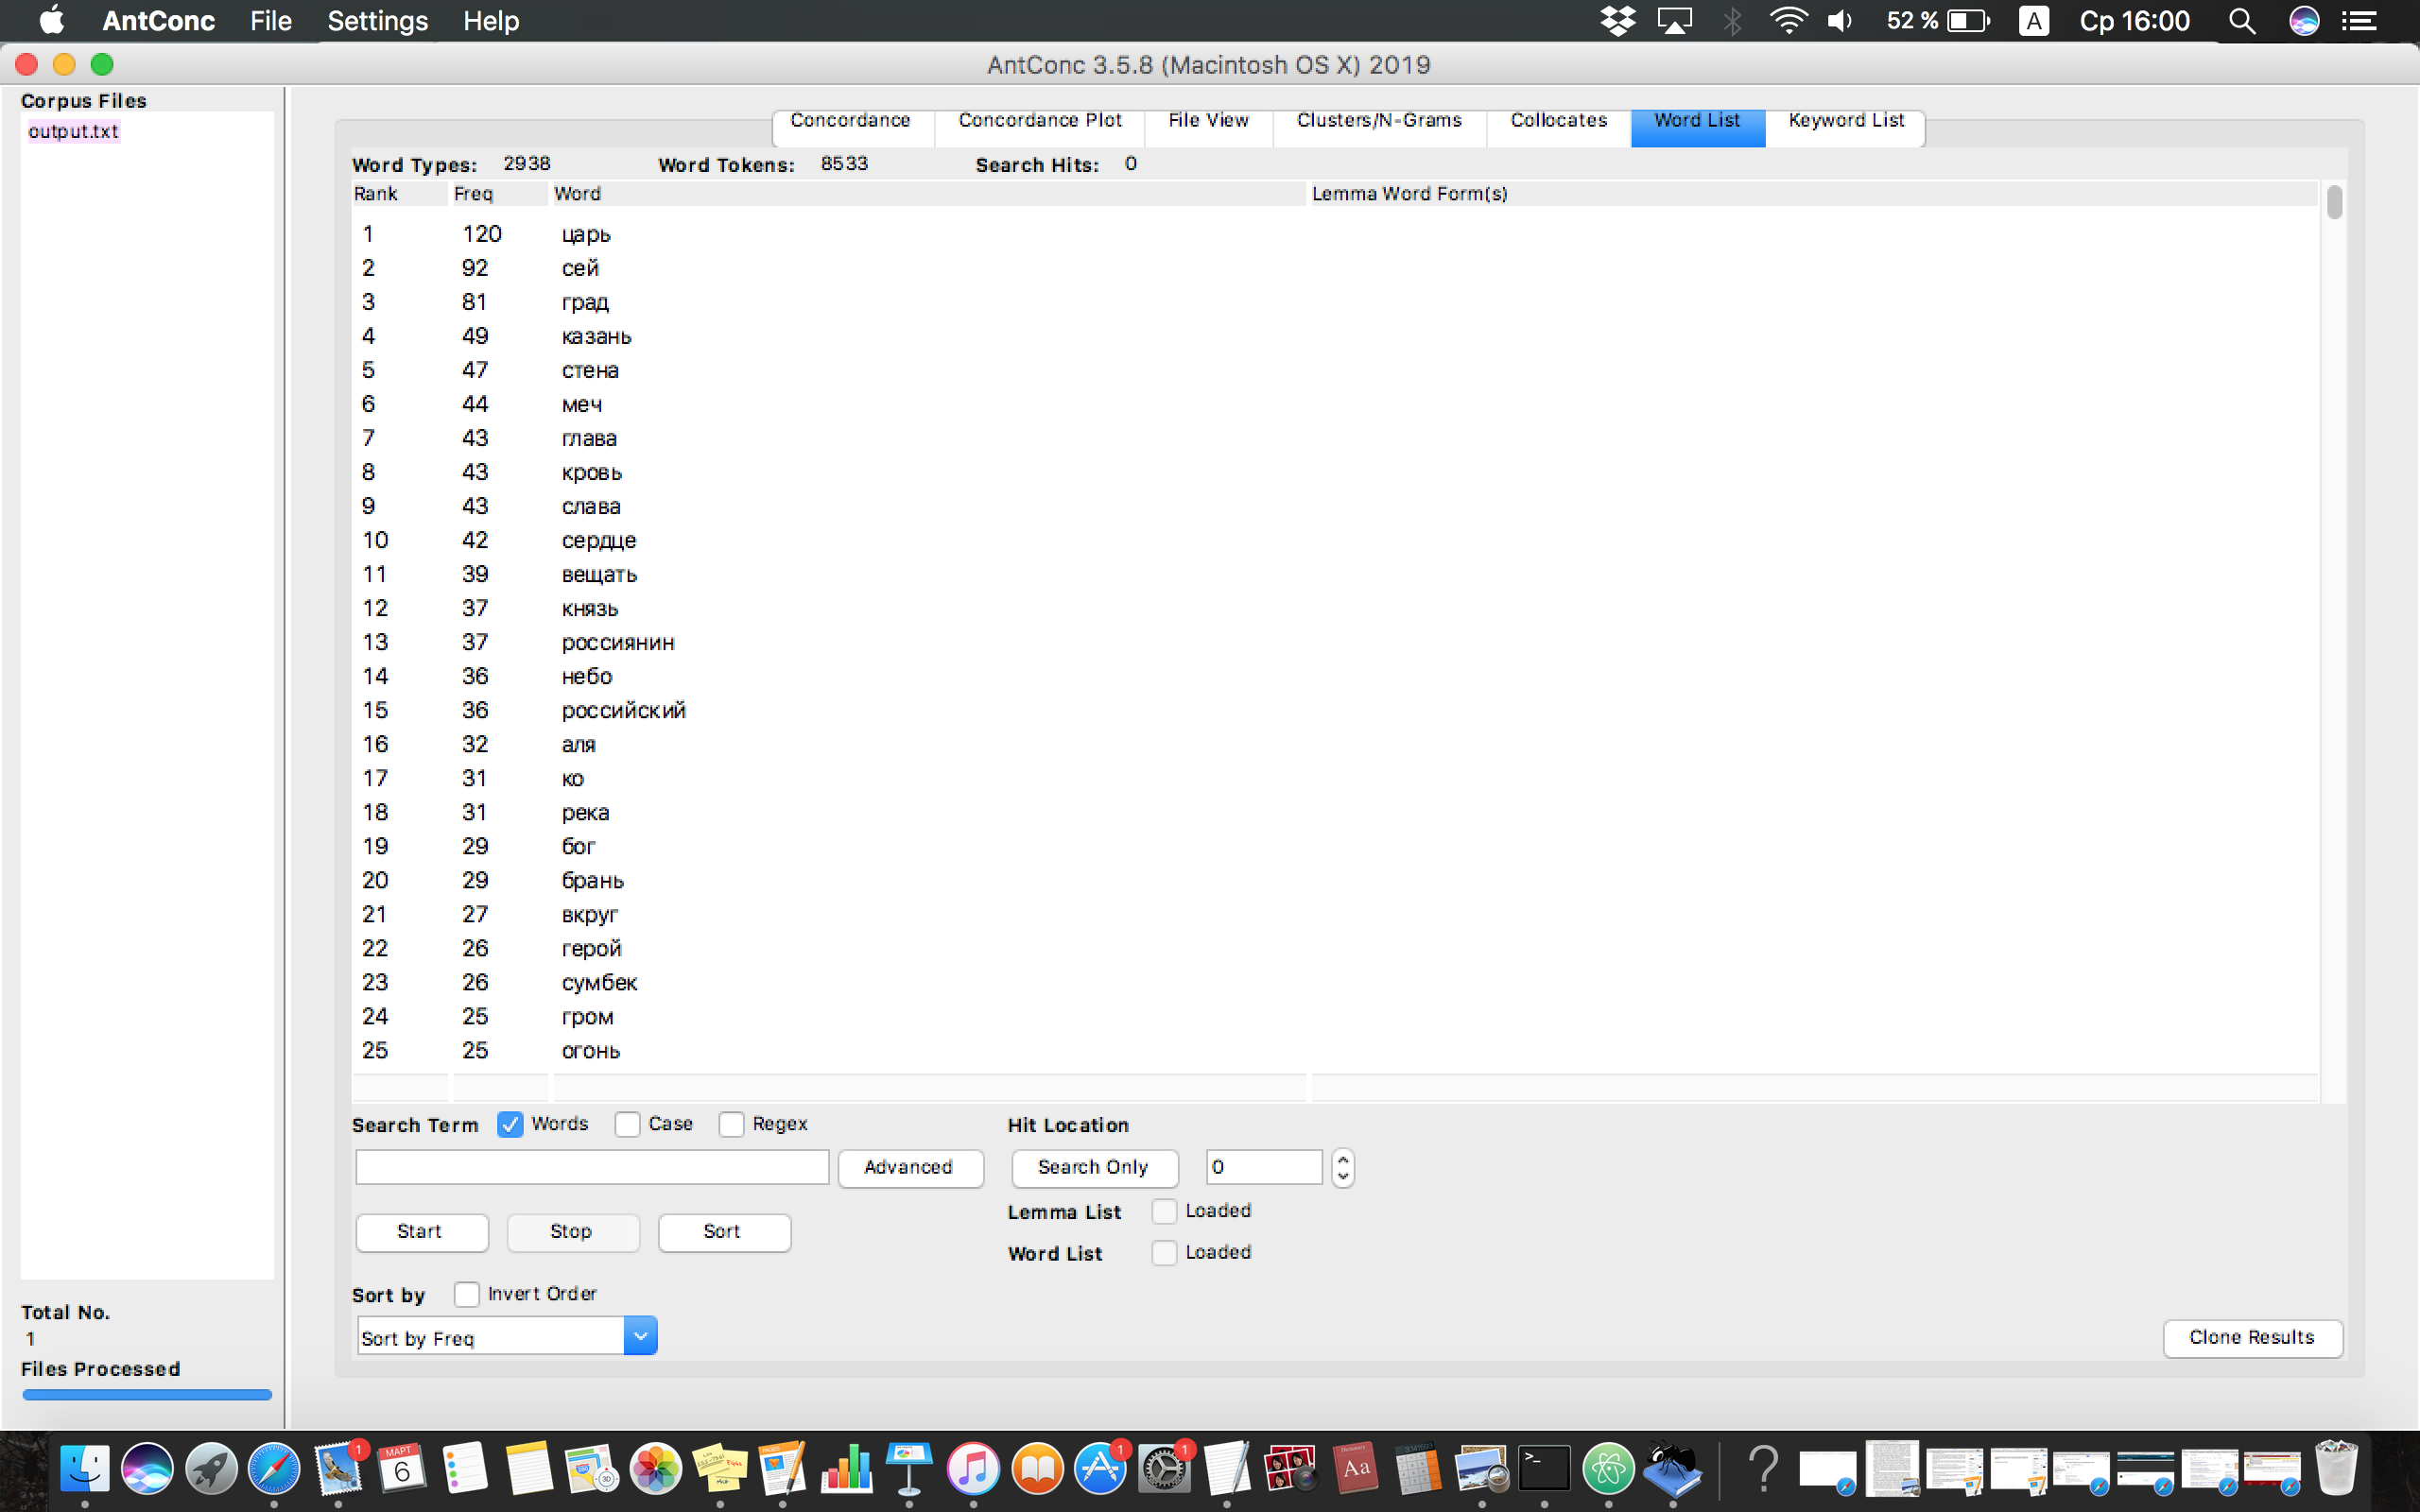 AntConc File Settings Help 52 % A Ср 16:00
AntConc 3.5.8 (Macintosh OS X) 2019
Corpus Files
output.txt
Concordance Concordance Plot File View Clusters/N-Grams Collocates Word List Keyword List
Word Types: 2938 Word Tokens: 8533 Search Hits: 0
Rank Freq Word Lemma Word Form(s)
1 120 царь
2 92 сей
3 81 град
4 49 казань
5 47 стена
6 44 меч
7 43 глава
8 43 кровь
9 43 слава
10 42 сердце
11 39 вещать
12 37 князь
13 37 россиянин
14 36 небо
15 36 российский
16 32 аля
17 31 ко
18 31 река
19 29 бог
20 29 брань
21 27 вкруг
22 26 герой
23 26 сумбек
24 25 гром
25 25 огонь
Search Term Words Case Regex Hit Location
Advanced Search Only 0
Start Stop Sort Lemma List Loaded
Word List Loaded
Sort by Invert Order
Sort by Freq
Clone Results
Total No.
1
Files Processed
1 МАРТ 6 PAGES 1 1 Aa